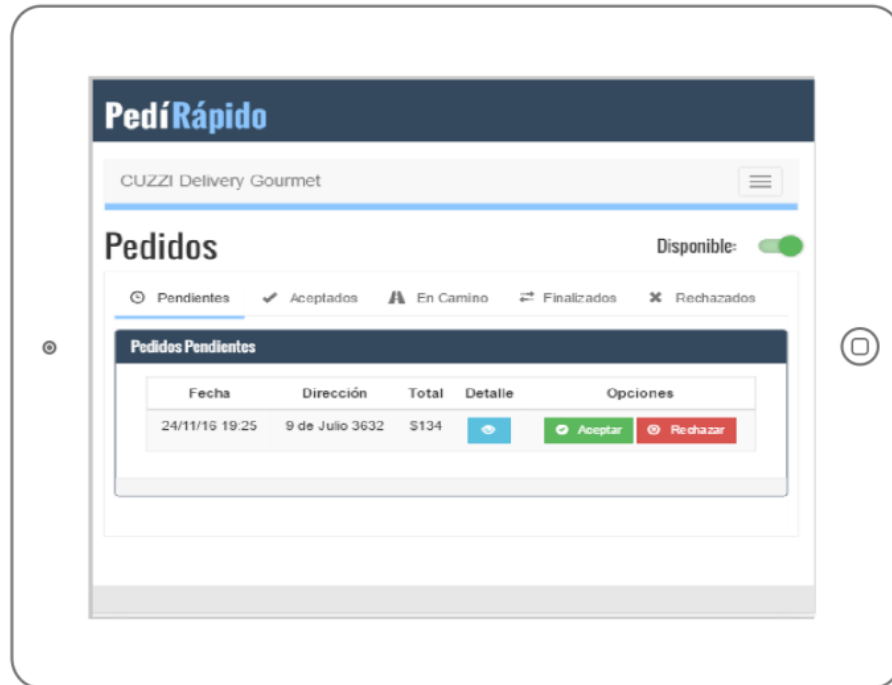 PedíRápido
CUZZI Delivery Gourmet
Pedidos
Disponible:
Pendientes Aceptados En Camino Finalizados Rechazados
Pedidos Pendientes
Fecha Dirección Total Detalle Opciones
24/11/16 19:25 9 de Julio 3632 $134 Aceptar Rechazar